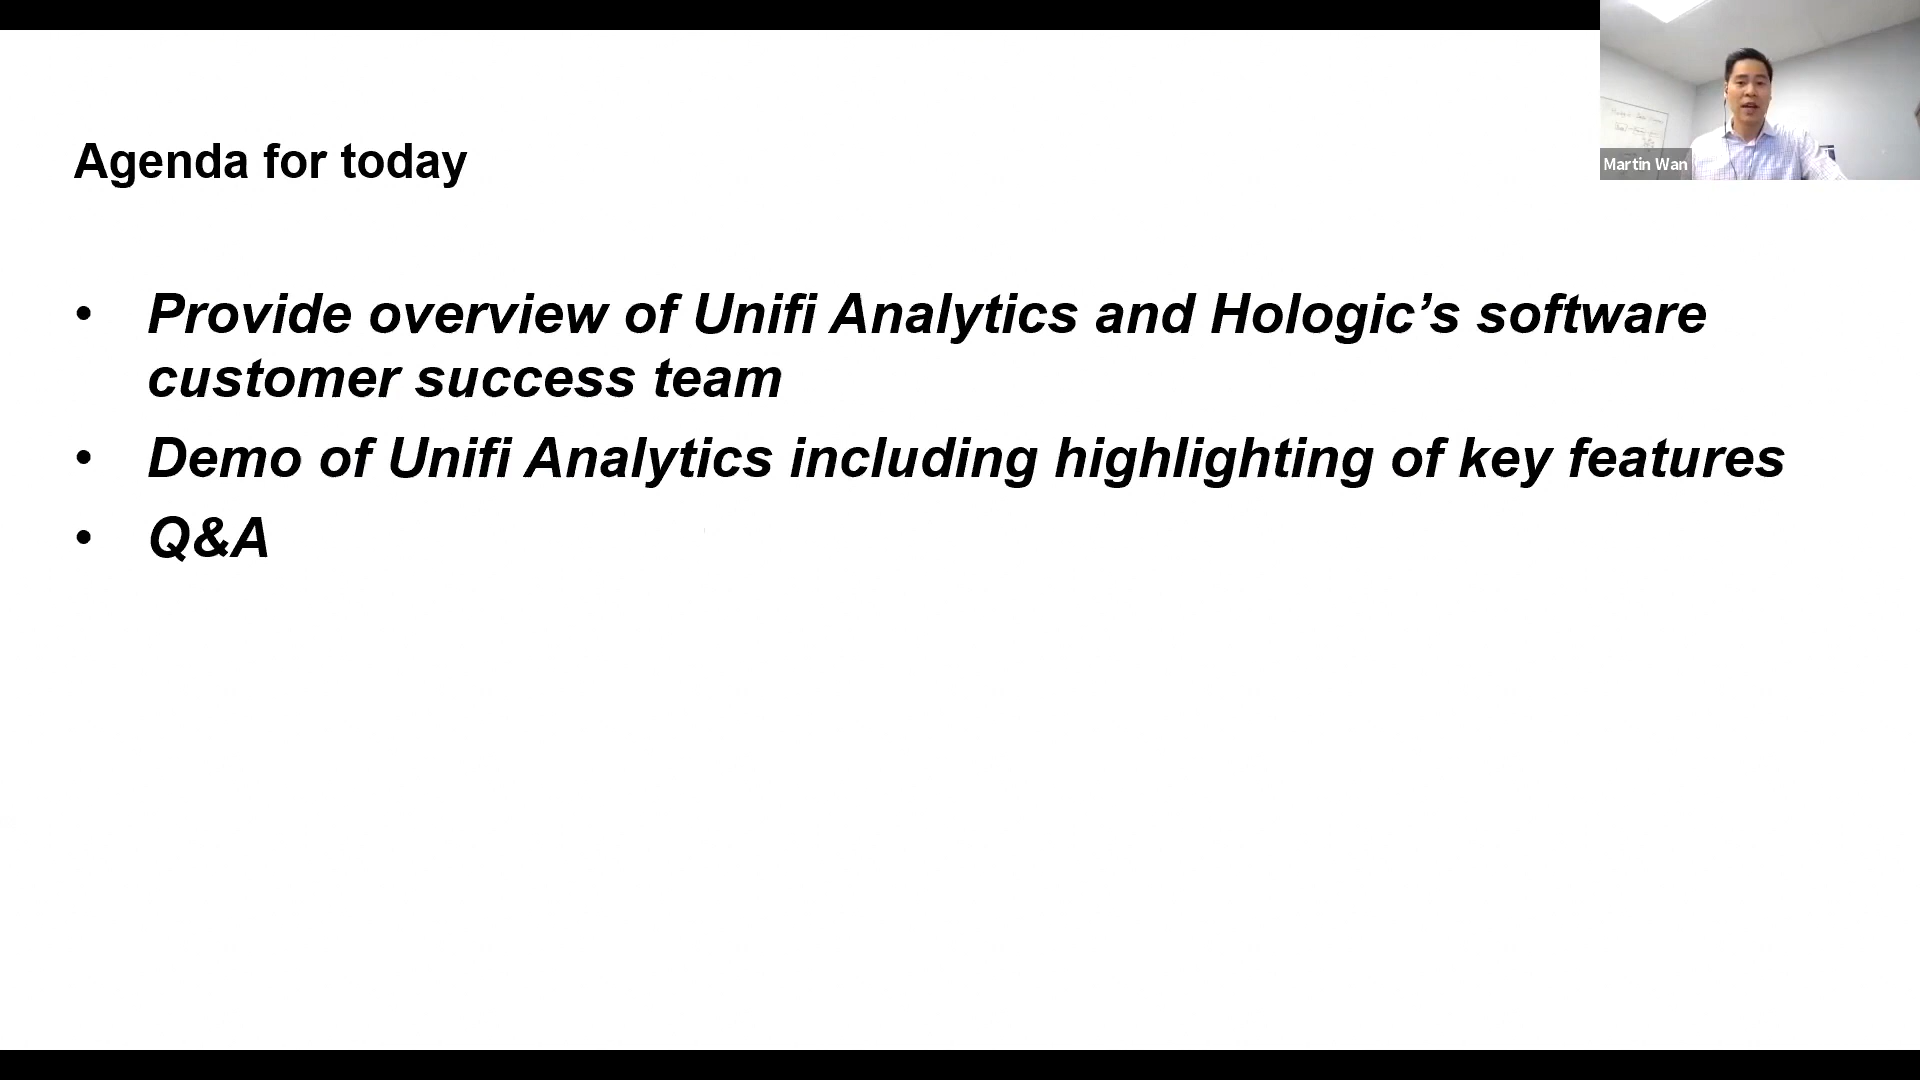 Agenda for today
Martin Wan
• Provide overview of Unifi Analytics and Hologic’s software
customer success team
• Demo of Unifi Analytics including highlighting of key features
• Q&A